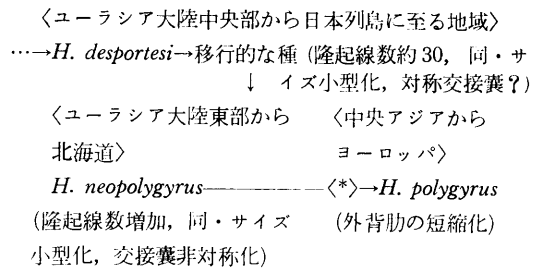 〈ユーラシア大陸中央部から日本列島に至る地域〉
…→H. desportesi→移行的な種 (隆起線数約30, 同・サ
↓ イズ小型化, 対称交接囊?)
〈ユーラシア大陸東部から 〈中央アジアから
北海道〉 ヨーロッパ〉
H. neopolygyrus————〈*〉→H. polygyrus
(隆起線数増加, 同・サイズ (外背肋の短縮化)
小型化, 交接囊非対称化)